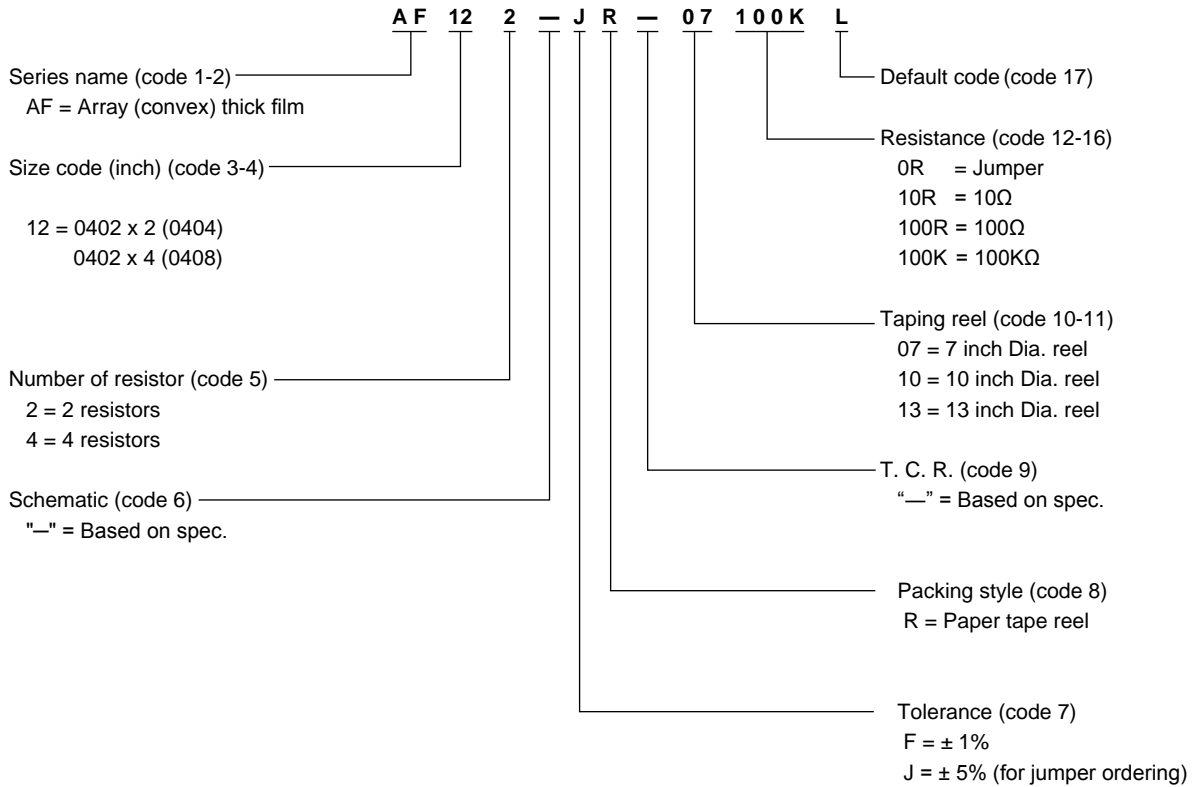 AF 12 2 — J R — 07 100K L
Series name (code 1-2)
AF = Array (convex) thick film
Size code (inch) (code 3-4)
12 = 0402 x 2 (0404)
0402 x 4 (0408)
Number of resistor (code 5)
2 = 2 resistors
4 = 4 resistors
Schematic (code 6)
"—" = Based on spec.
Default code (code 17)
Resistance (code 12-16)
0R = Jumper
10R = 10Ω
100R = 100Ω
100K = 100KΩ
Taping reel (code 10-11)
07 = 7 inch Dia. reel
10 = 10 inch Dia. reel
13 = 13 inch Dia. reel
T. C. R. (code 9)
“—” = Based on spec.
Packing style (code 8)
R = Paper tape reel
Tolerance (code 7)
F = ± 1%
J = ± 5% (for jumper ordering)